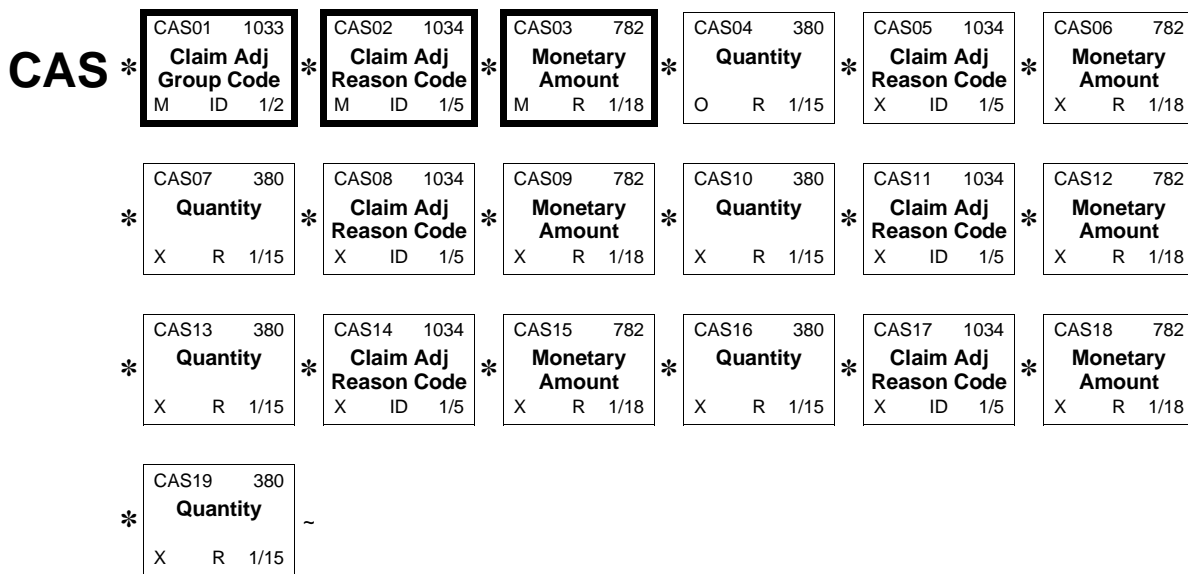 CAS01 1033 CAS02 1034 CAS03 782 CAS04 380 CAS05 1034 CAS06 782
CAS * Claim Adj Group Code * Claim Adj Reason Code * Monetary Amount * Quantity * Claim Adj Reason Code * Monetary Amount
M ID 1/2 M ID 1/5 M R 1/18 O R 1/15 X ID 1/5 X R 1/18
CAS07 380 CAS08 1034 CAS09 782 CAS10 380 CAS11 1034 CAS12 782
* Quantity * Claim Adj Reason Code * Monetary Amount * Quantity * Claim Adj Reason Code * Monetary Amount
X R 1/15 X ID 1/5 X R 1/18 X R 1/15 X ID 1/5 X R 1/18
CAS13 380 CAS14 1034 CAS15 782 CAS16 380 CAS17 1034 CAS18 782
* Quantity * Claim Adj Reason Code * Monetary Amount * Quantity * Claim Adj Reason Code * Monetary Amount
X R 1/15 X ID 1/5 X R 1/18 X R 1/15 X ID 1/5 X R 1/18
CAS19 380
* Quantity ~
X R 1/15